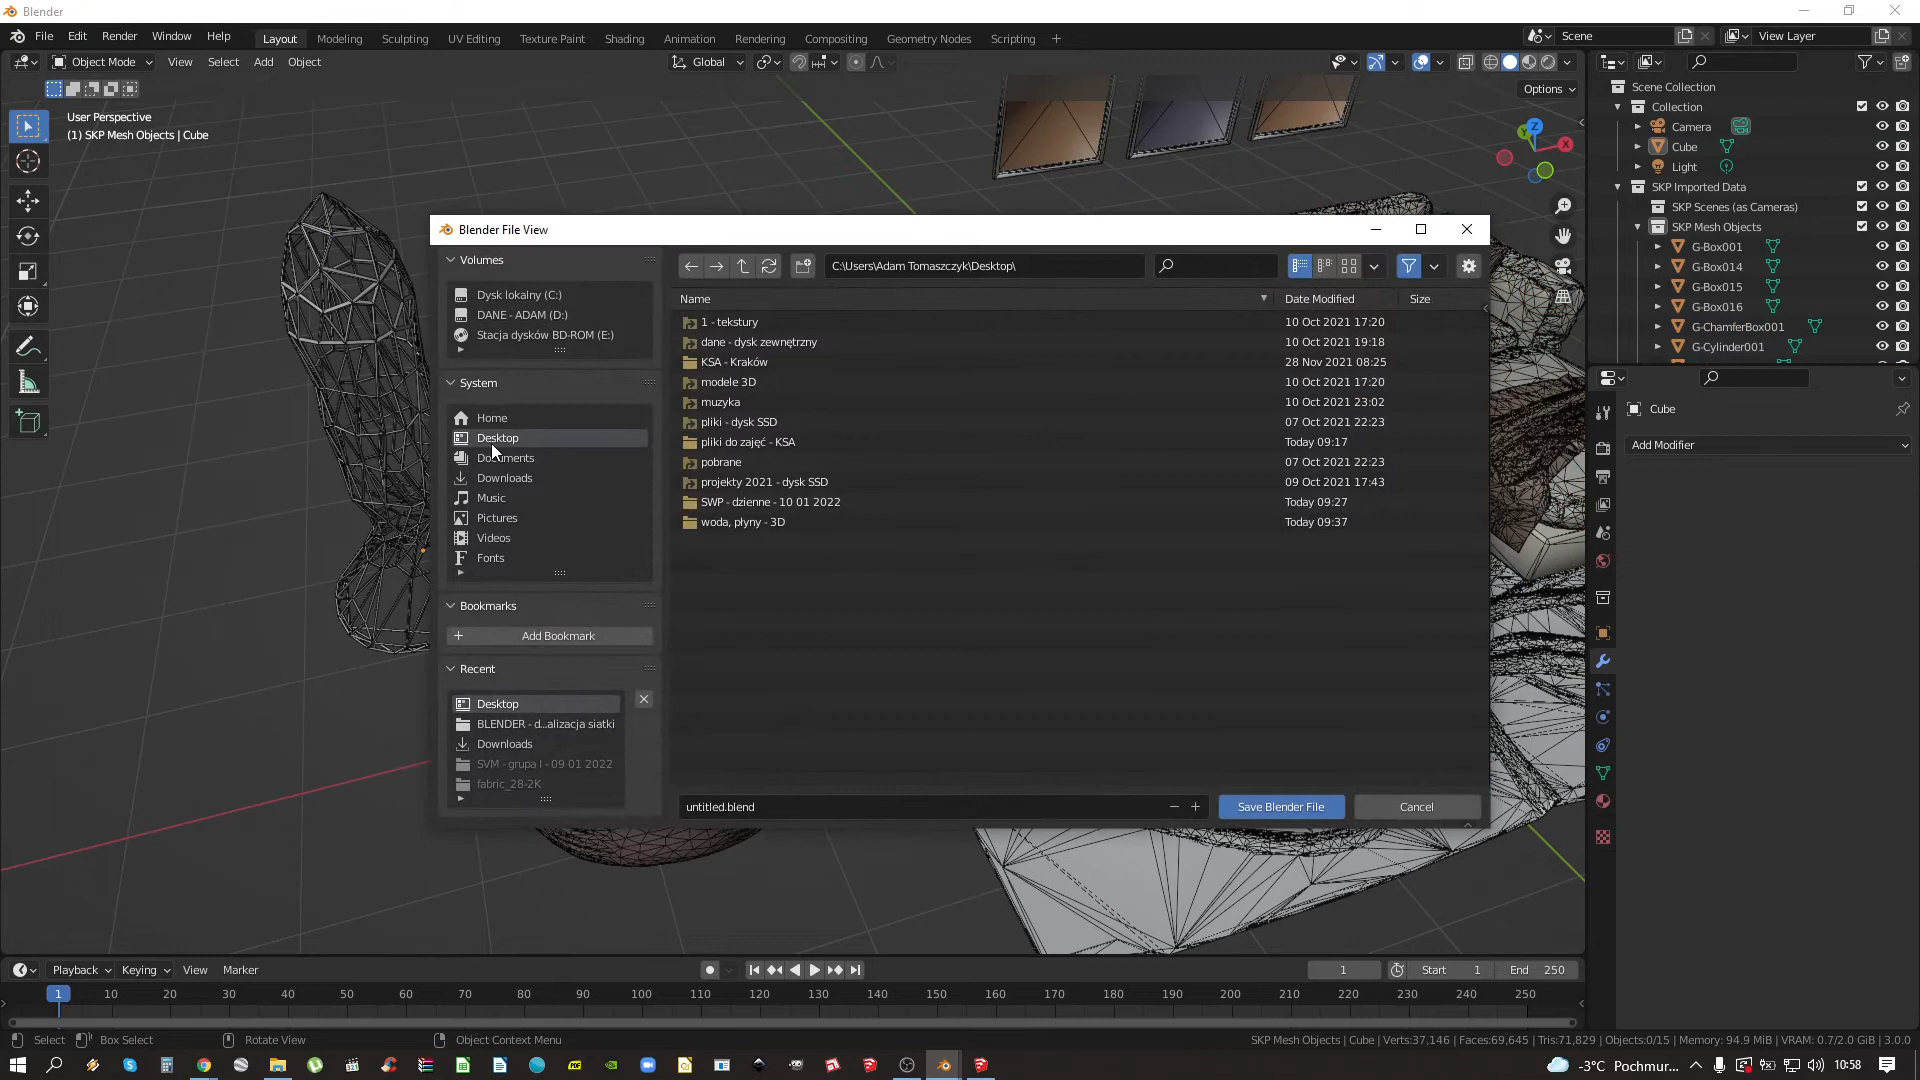 Blender
File Edit Render Window Help Layout Modeling Sculpting UV Editing Texture Paint Shading Animation Rendering Compositing Geometry Nodes Scripting + Scene View Layer
Object Mode View Select Add Object Global
Options
User Perspective
(1) SKP Mesh Objects | Cube
Scene Collection
Collection
Camera
Cube
Light
SKP Imported Data
SKP Scenes (as Cameras)
SKP Mesh Objects
G-Box001
G-Box014
G-Box015
G-Box016
G-ChamferBox001
G-Cylinder001
Cube
Add Modifier
Z
Y
X
Blender File View
Volumes
Dysk lokalny (C:)
DANE - ADAM (D:)
Stacja dysków BD-ROM (E:)
System
Home
Desktop
Documents
Downloads
Music
Pictures
Videos
Fonts
Bookmarks
Add Bookmark
Recent
Desktop
BLENDER - d...alizacja siatki
Downloads
SVM - grupa I - 09 01 2022
fabric_28-2K
C:\Users\Adam Tomaszczyk\Desktop\
Name Date Modified Size
1 - tekstury 10 Oct 2021 17:20
dane - dysk zewnętrzny 10 Oct 2021 19:18
KSA - Kraków 28 Nov 2021 08:25
modele 3D 10 Oct 2021 17:20
muzyka 10 Oct 2021 23:02
pliki - dysk SSD 07 Oct 2021 22:23
pliki do zajęć - KSA Today 09:17
pobrane 07 Oct 2021 22:23
projekty 2021 - dysk SSD 09 Oct 2021 17:43
SWP - dzienne - 10 01 2022 Today 09:27
woda, płyny - 3D Today 09:37
untitled.blend Save Blender File Cancel
Playback Keying View Marker 1 Start 1 End 250
1 10 20 30 40 50 60 70 80 90 100 110 120 130 140 150 160 170 180 190 200 210 220 230 240 250
Select Box Select Rotate View Object Context Menu SKP Mesh Objects | Cube | Verts:37,146 | Faces:69,645 | Tris:71,829 | Objects:0/15 | Memory: 94.9 MiB | VRAM: 0.7/2.0 GiB | 3.0.0
-3°C Pochmur... 10:58